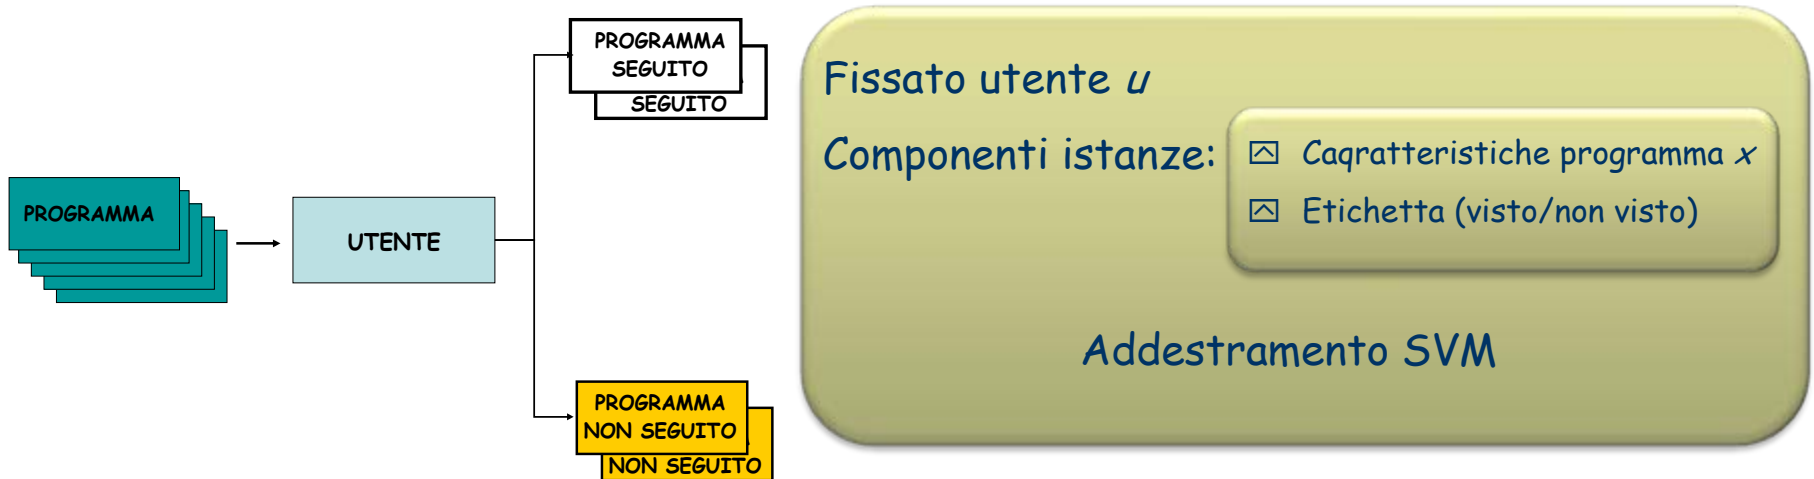 PROGRAMMA
UTENTE
PROGRAMMA
SEGUITO
SEGUITO
PROGRAMMA
NON SEGUITO
NON SEGUITO
Fissato utente u
Componenti istanze:
Caqratteristiche programma x
Etichetta (visto/non visto)
Addestramento SVM